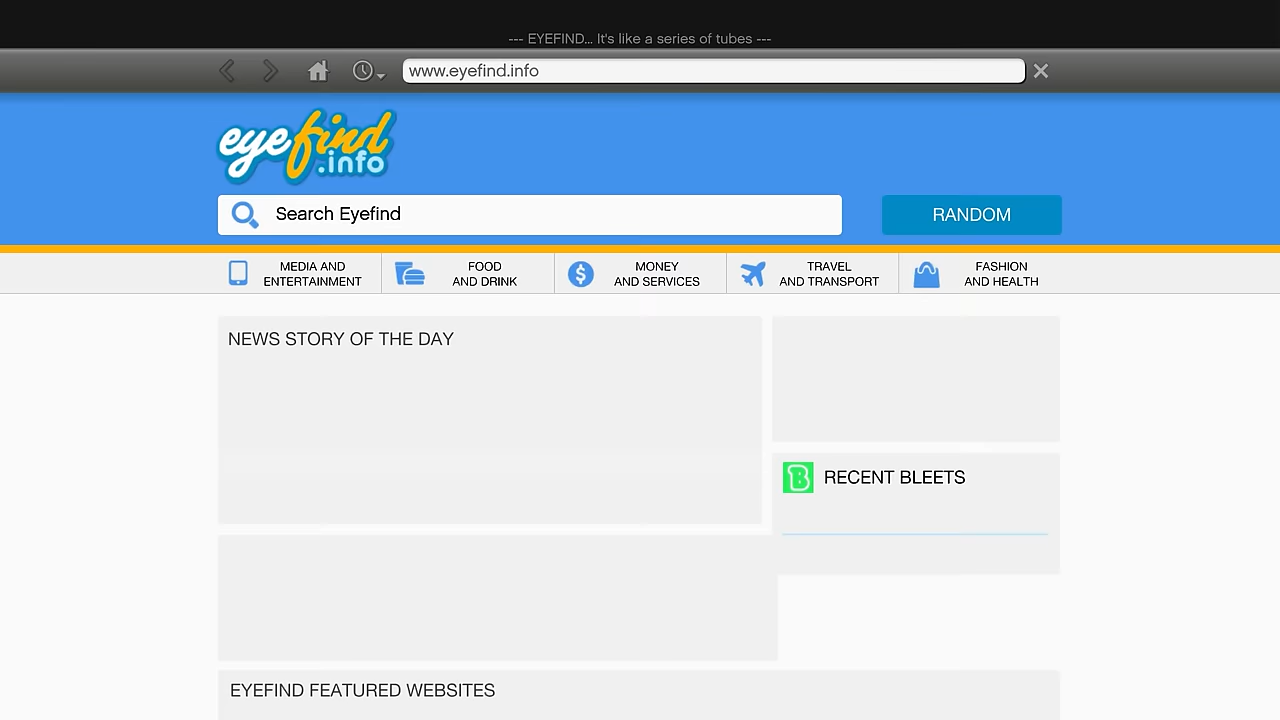 --- EYEFIND... It's like a series of tubes ---
www.eyefind.info
eyefind
.info
Search Eyefind
RANDOM
MEDIA AND
ENTERTAINMENT
FOOD
AND DRINK
MONEY
AND SERVICES
TRAVEL
AND TRANSPORT
FASHION
AND HEALTH
NEWS STORY OF THE DAY
B RECENT BLEETS
EYEFIND FEATURED WEBSITES